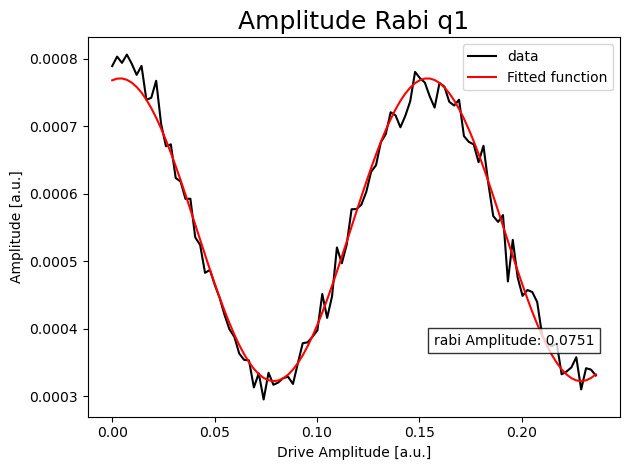 Amplitude Rabi q1
data
Fitted function
rabi Amplitude: 0.0751
Amplitude [a.u.]
0.0008
0.0007
0.0006
0.0005
0.0004
0.0003
0.00
0.05
0.10
0.15
0.20
Drive Amplitude [a.u.]